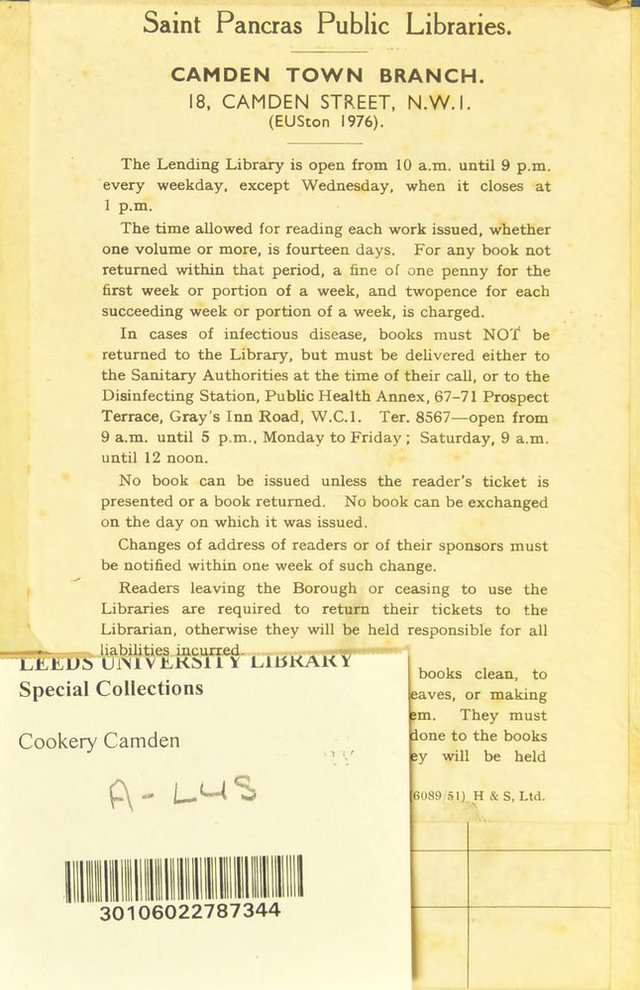 Saint Pancras Public Libraries.
CAMDEN TOWN BRANCH.
18, CAMDEN STREET, N.W.1.
(EUSton 1976).
The Lending Library is open from 10 a.m. until 9 p.m.
every weekday, except Wednesday, when it closes at
1 p.m.
The time allowed for reading each work issued, whether
one volume or more, is fourteen days. For any book not
returned within that period, a fine of one penny for the
first week or portion of a week, and twopence for each
succeeding week or portion of a week, is charged.
In cases of infectious disease, books must NOT be
returned to the Library, but must be delivered either to
the Sanitary Authorities at the time of their call, or to the
Disinfecting Station, Public Health Annex, 67–71 Prospect
Terrace, Gray's Inn Road, W.C.1. Ter. 8567—open from
9 a.m. until 5 p.m., Monday to Friday; Saturday, 9 a.m.
until 12 noon.
No book can be issued unless the reader's ticket is
presented or a book returned. No book can be exchanged
on the day on which it was issued.
Changes of address of readers or of their sponsors must
be notified within one week of such change.
Readers leaving the Borough or ceasing to use the
Libraries are required to return their tickets to the
Librarian, otherwise they will be held responsible for all
liabilities incurred.
books clean, to
eaves, or making
em. They must
done to the books
ey will be held
6089/51) H & S, Ltd.
LEEDS UNIVERSITY LIBRARY
Special Collections
Cookery Camden
A-LUS
30106022787344